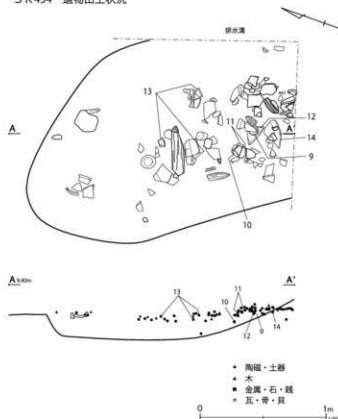 SK494 遺物出土状況
排水溝
13
12
11
A
A'
14
9
10
A 9.40m
A'
13
11
10
12
9
14
・ 陶磁・土器
▲ 木
■ 金属・石・銭
□ 瓦・骨・貝
0
1m